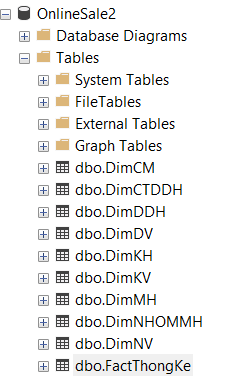 OnlineSale2
Database Diagrams
Tables
System Tables
FileTables
External Tables
Graph Tables
dbo.DimCM
dbo.DimCTDDH
dbo.DimDDH
dbo.DimDV
dbo.DimKH
dbo.DimKV
dbo.DimMH
dbo.DimNHOMMH
dbo.DimNV
dbo.FactThongKe